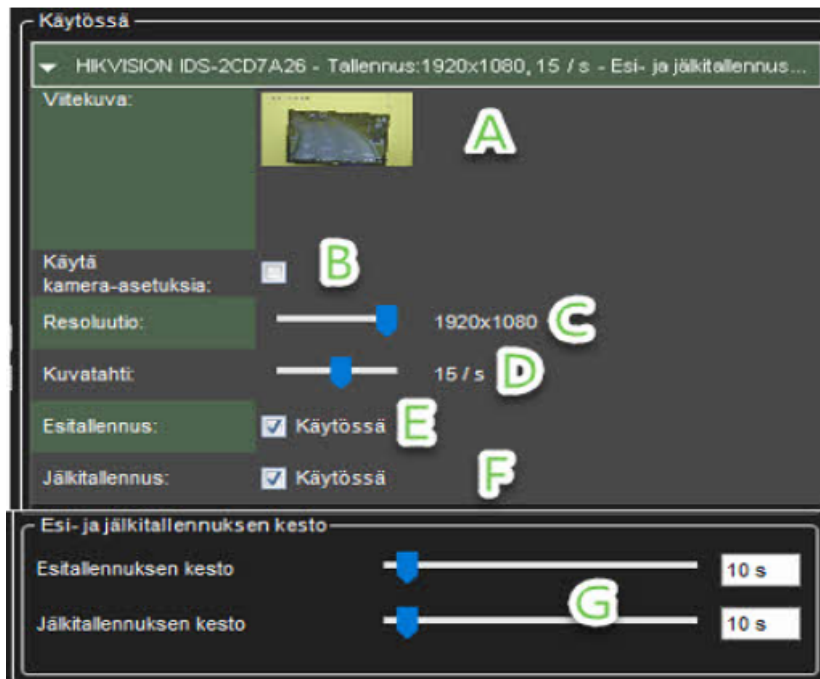 Käytössä
HIKVISION IDS-2CD7A26 - Tallennus:1920x1080, 15 / s - Esi- ja jälkitallennus...
Viitekuva:
A
Käytä
kamera-asetuksia:
B
Resoluutio:
1920x1080
C
Kuvatahti:
15 / s
D
Esitallennus:
Käytössä
E
Jälkitallennus:
Käytössä
F
Esi- ja jälkitallennuksen kesto
Esitallennuksen kesto
10 s
G
Jälkitallennuksen kesto
10 s